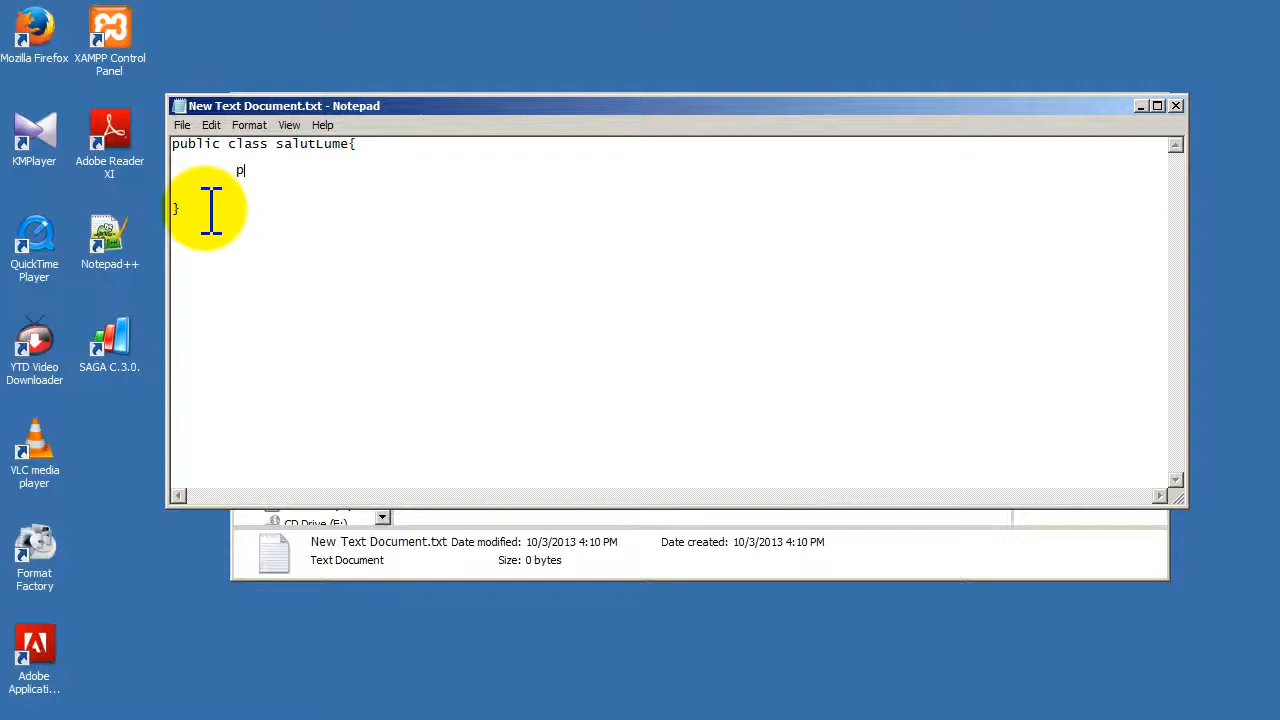 Mozilla Firefox
XAMPP Control
Panel
New Text Document.txt - Notepad
File Edit Format View Help
public class salutLume{
p
}
KMPlayer
Adobe Reader
XI
QuickTime
Player
Notepad++
YTD Video
Downloader
SAGA C.3.0.
VLC media
player
CD Drive (F:)
New Text Document.txt Date modified: 10/3/2013 4:10 PM Date created: 10/3/2013 4:10 PM
Text Document Size: 0 bytes
Format
Factory
Adobe
Applicati...